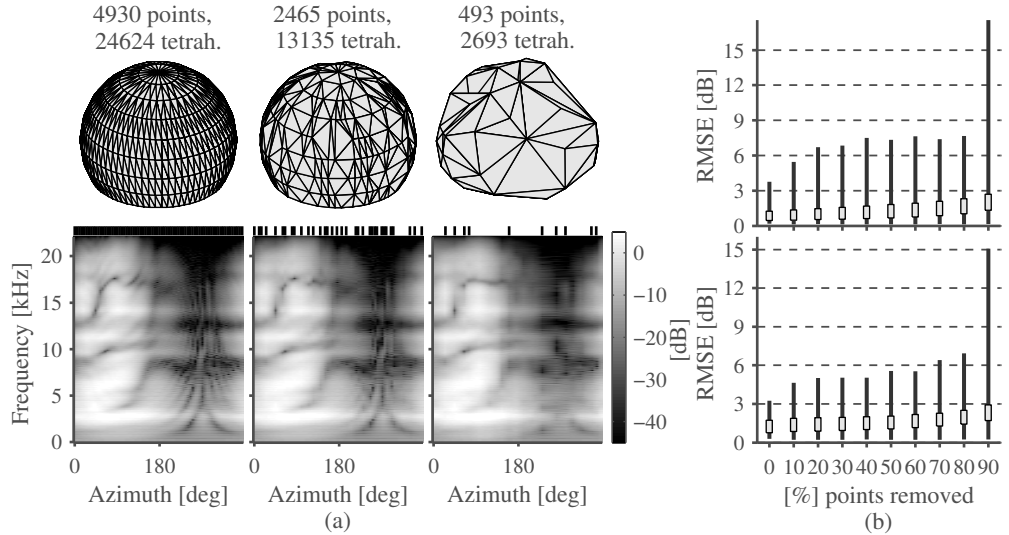 4930 points,
24624 tetrah.
2465 points,
13135 tetrah.
493 points,
2693 tetrah.
Frequency [kHz]
20
15
10
5
0
0 180
Azimuth [deg]
0 180
Azimuth [deg]
0 180
Azimuth [deg]
0
−10
−20
−30
−40
[dB]
(a)
RMSE [dB]
15
12
9
6
3
0
RMSE [dB]
15
12
9
6
3
0
0 10 20 30 40 50 60 70 80 90
[%] points removed
(b)